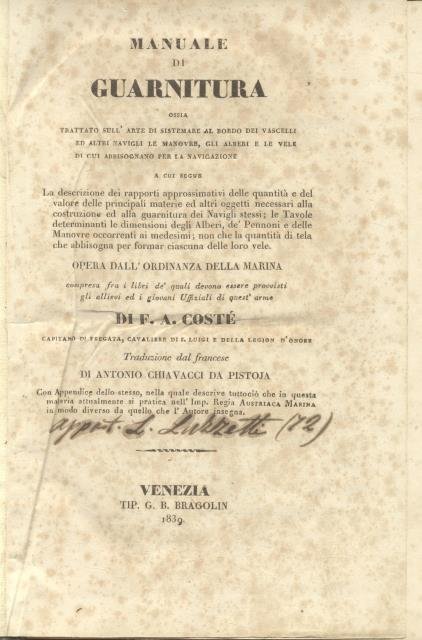 MANUALE
DI
GUARNITURA
OSSIA
TRATTATO SULL' ARTE DI SISTEMARE AL BORDO DEI VASCELLI
ED ALTRI NAVIGLI LE MANOVRE, GLI ALBERI E LE VELE
DI CUI ABBISOGNANO PER LA NAVIGAZIONE
A CUI SEGUE
La descrizione dei rapporti approssimativi delle quantità e del
valore delle principali materie ed altri oggetti necessari alla
costruzione ed alla guarnitura dei Navigli stessi; le Tavole
determinanti le dimensioni degli Alberi, de' Pennoni e delle
Manovre occorrenti ai medesimi; non che la quantità di tela
che abbisogna per formar ciascuna delle loro vele.
OPERA DALL' ORDINANZA DELLA MARINA
compresa fra i libri de' quali devono essere provvisti
gli allievi ed i giovani Uffiziali di quest' arme
DI F. A. COSTÉ
CAPITANO DI FREGATA, CAVALIERE DI S. LUIGI E DELLA LEGION D'ONORE
Traduzione dal francese
DI ANTONIO CHIAVACCI DA PISTOJA
Con Appendice dello stesso, nella quale descrive tuttociò che in questa
materia attualmente si pratica nell' Imp. Regia AUSTRIACA MARINA
in modo diverso da quello che l' Autore insegna.
appart. L. (72)
VENEZIA
TIP. G. B. BRAGOLIN
1839